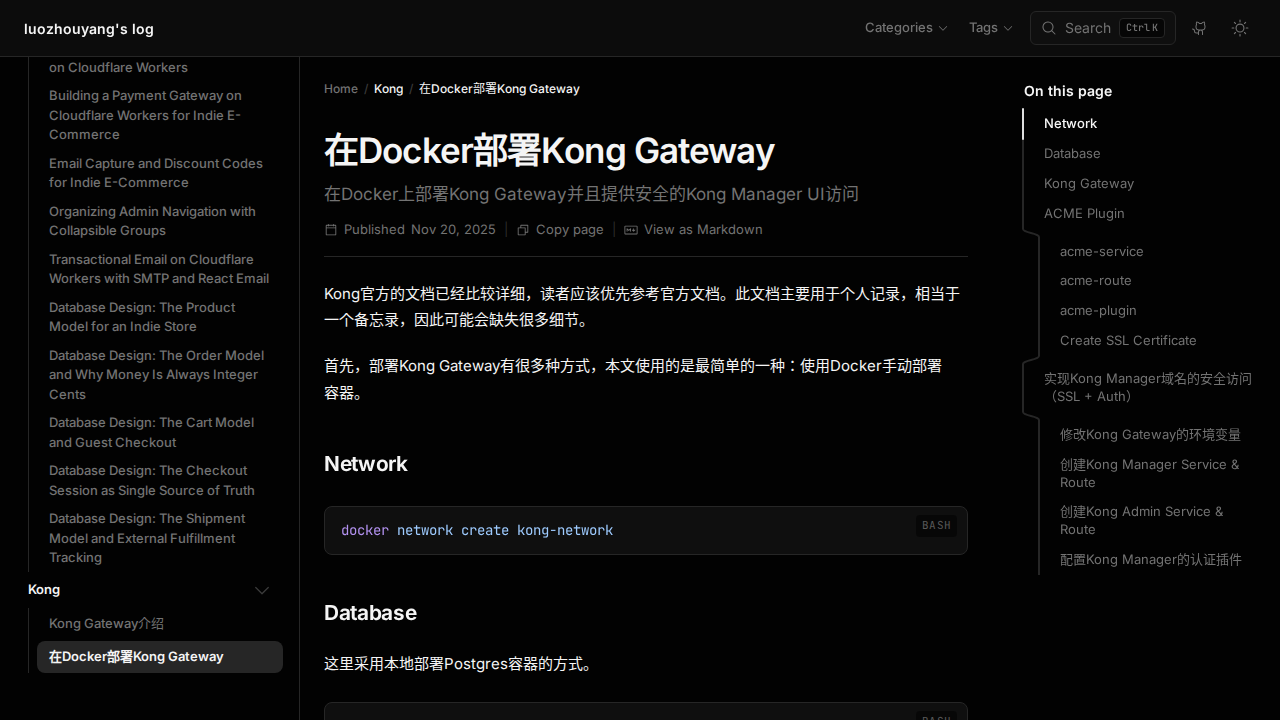 luozhouyang's log
Categories
Tags
Search
Ctrl K
on Cloudflare Workers
Building a Payment Gateway on
Cloudflare Workers for Indie E-
Commerce
Email Capture and Discount Codes
for Indie E-Commerce
Organizing Admin Navigation with
Collapsible Groups
Transactional Email on Cloudflare
Workers with SMTP and React Email
Database Design: The Product
Model for an Indie Store
Database Design: The Order Model
and Why Money Is Always Integer
Cents
Database Design: The Cart Model
and Guest Checkout
Database Design: The Checkout
Session as Single Source of Truth
Database Design: The Shipment
Model and External Fulfillment
Tracking
Kong
Kong Gateway介绍
在Docker部署Kong Gateway
Home / Kong / 在Docker部署Kong Gateway
在Docker部署Kong Gateway
在Docker上部署Kong Gateway并且提供安全的Kong Manager UI访问
Published Nov 20, 2025
Copy page
View as Markdown
Kong官方的文档已经比较详细，读者应该优先参考官方文档。此文档主要用于个人记录，相当于
一个备忘录，因此可能会缺失很多细节。
首先，部署Kong Gateway有很多种方式，本文使用的是最简单的一种：使用Docker手动部署
容器。
Network
BASH
docker network create kong-network
Database
这里采用本地部署Postgres容器的方式。
BASH
On this page
Network
Database
Kong Gateway
ACME Plugin
acme-service
acme-route
acme-plugin
Create SSL Certificate
实现Kong Manager域名的安全访问
（SSL + Auth）
修改Kong Gateway的环境变量
创建Kong Manager Service &
Route
创建Kong Admin Service &
Route
配置Kong Manager的认证插件